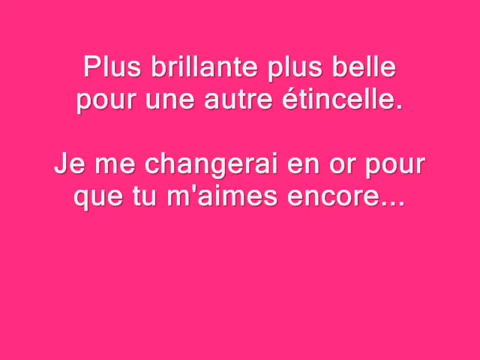 Plus brillante plus belle
pour une autre étincelle.
Je me changerai en or pour
que tu m'aimes encore...